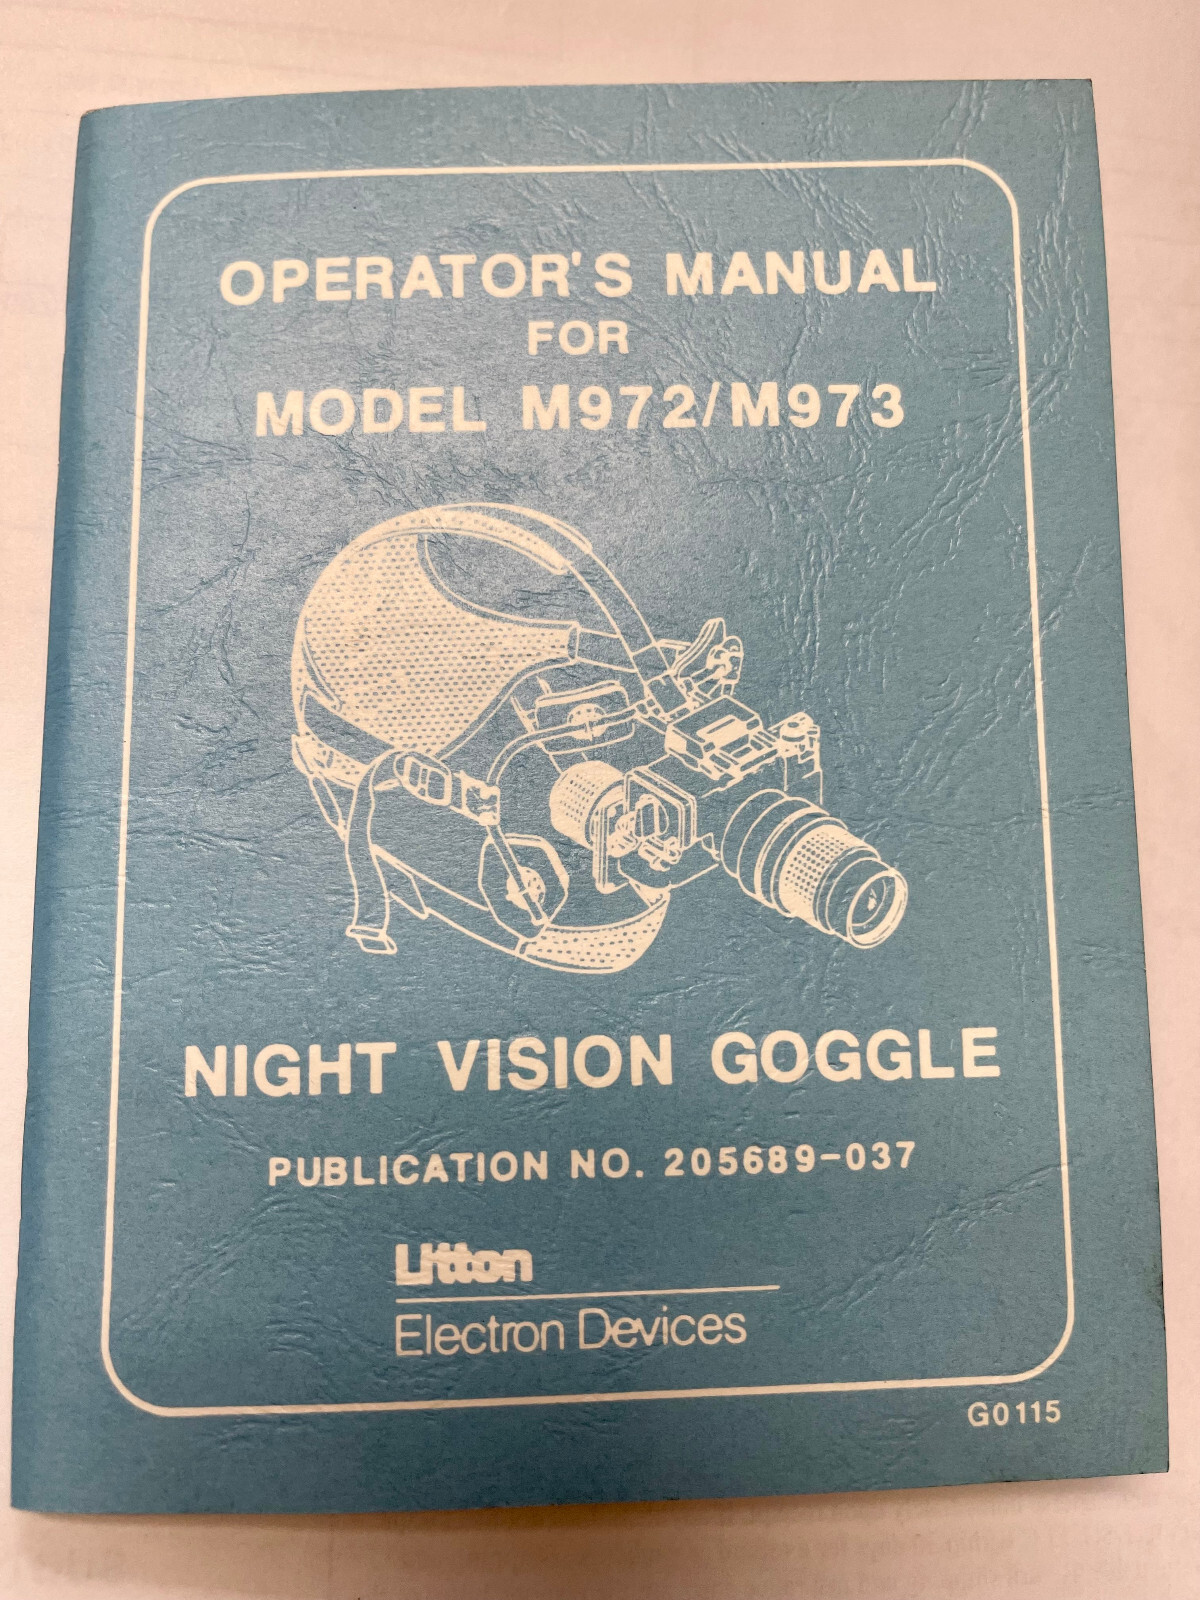 OPERATOR'S MANUAL
FOR
MODEL M972/M973
NIGHT VISION GOGGLE
PUBLICATION NO. 205689-037
Litton
Electron Devices
G0115